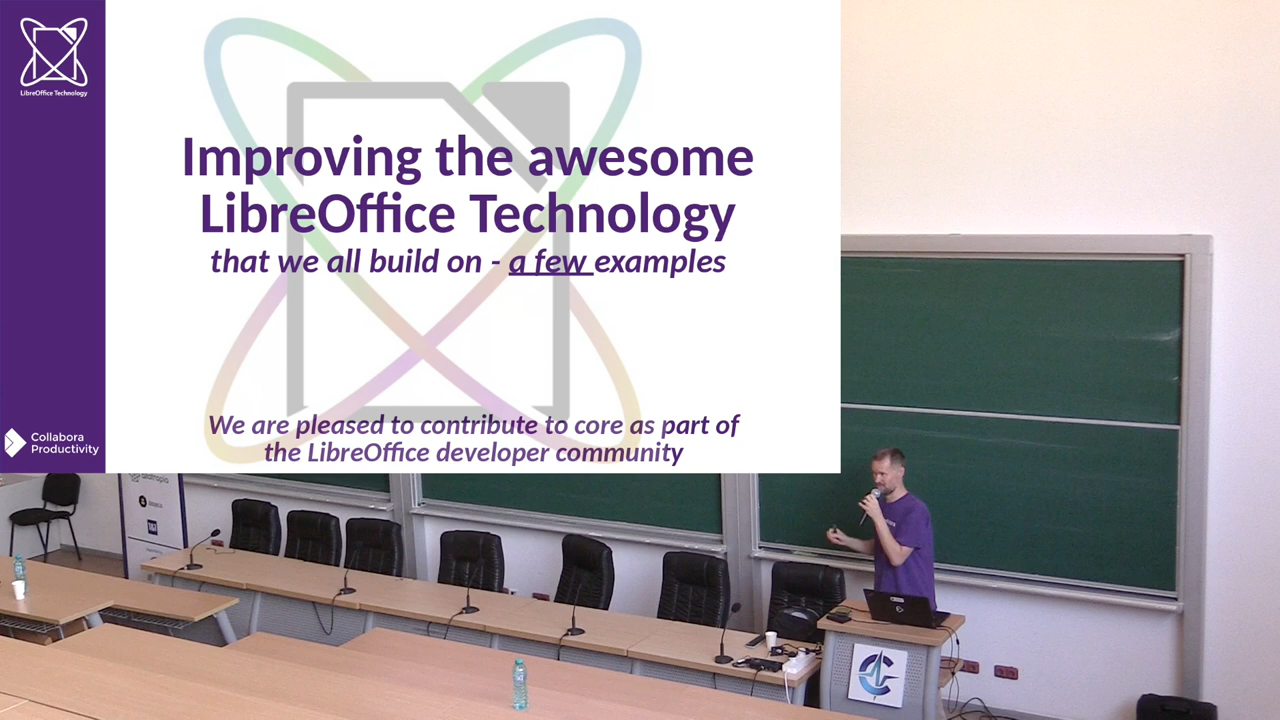 LibreOffice Technology
Improving the awesome
LibreOffice Technology
that we all build on - a few examples
We are pleased to contribute to core as part of
the LibreOffice developer community
Collabora
Productivity